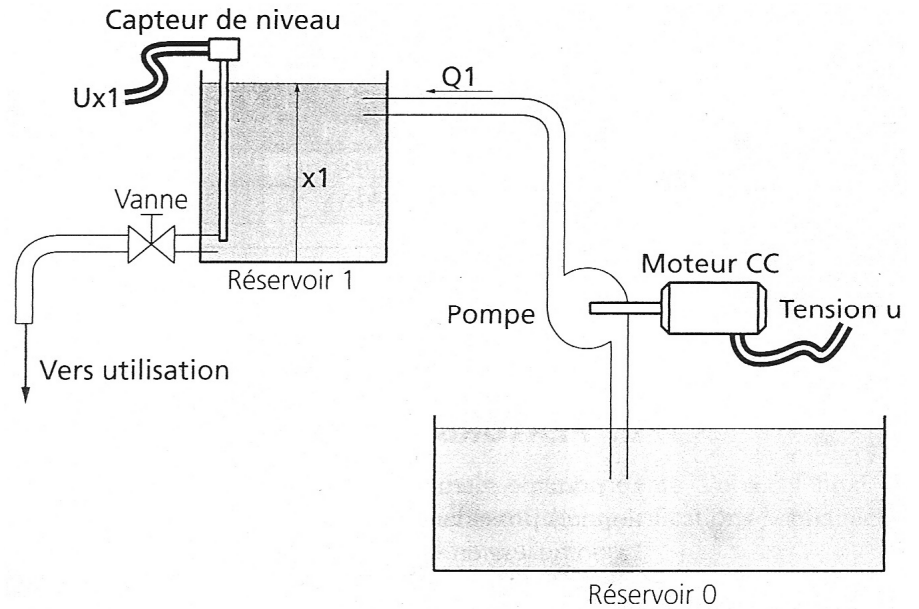 Capteur de niveau
Ux1
Q1
x1
Vanne
Réservoir 1
Moteur CC
Pompe
Tension u
Vers utilisation
Réservoir 0